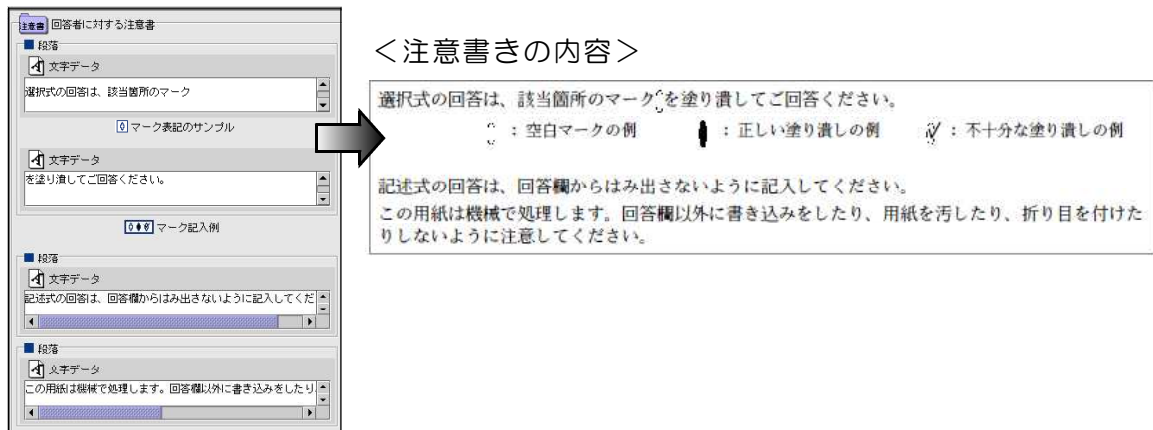 注意書 回答者に対する注意書
段落
文字データ
選択式の回答は、該当箇所のマーク
マーク表記のサンプル
文字データ
を塗り潰してご回答ください。
マーク記入例
段落
文字データ
記述式の回答は、回答欄からはみ出さないように記入してくだ
段落
文字データ
この用紙は機械で処理します。回答欄以外に書き込みをしたり
＜注意書きの内容＞
選択式の回答は、該当箇所のマークを塗り潰してご回答ください。
：空白マークの例 ：正しい塗り潰しの例 ：不十分な塗り潰しの例
記述式の回答は、回答欄からはみ出さないように記入してください。
この用紙は機械で処理します。回答欄以外に書き込みをしたり、用紙を汚したり、折り目を付けた
りしないように注意してください。